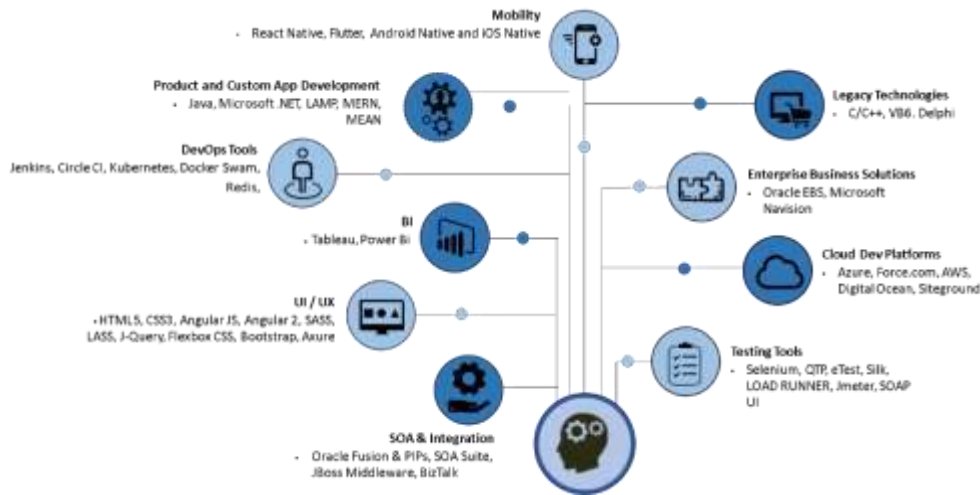 Mobility
• React Native, Flutter, Android Native and iOS Native
Product and Custom App Development
• Java, Microsoft .NET, LAMP, MERN,
MEAN
Legacy Technologies
• C/C++, VB6. Delphi
DevOps Tools
Jenkins, Circle CI, Kubernetes, Docker Swam,
Redis,
Enterprise Business Solutions
• Oracle EBS, Microsoft
Navision
BI
• Tableau, Power Bi
Cloud Dev Platforms
• Azure, Force.com, AWS,
Digital Ocean, Siteground
UI / UX
• HTML5, CSS3, Angular JS, Angular 2, SASS,
LASS, J-Query, Flexbox CSS, Bootstrap, Axure
Testing Tools
• Selenium, QTP, eTest, Silk,
LOAD RUNNER, Jmeter, SOAP
UI
SOA & Integration
• Oracle Fusion & PIPs, SOA Suite,
JBoss Middleware, BizTalk